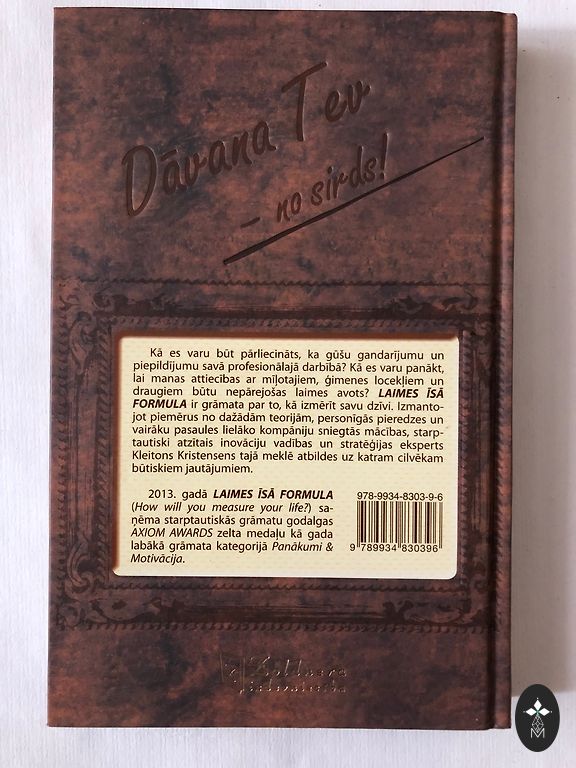 Dāvana Tev
– no sirds!
Kā es varu būt pārliecināts, ka gūšu gandarījumu un
piepildījumu savā profesionālajā darbībā? Kā es varu panākt,
lai manas attiecības ar mīļotajiem, ģimenes locekļiem un
draugiem būtu nepārejošas laimes avots? LAIMES ĪSĀ
FORMULA ir grāmata par to, kā izmērīt savu dzīvi. Izmanto-
jot piemērus no dažādām teorijām, personīgās pieredzes un
vairāku pasaules lielāko kompāniju sniegtās mācības, starp-
tautiski atzītais inovāciju vadības un stratēģijas eksperts
Kleitons Kristensens tajā meklē atbildes uz katram cilvēkam
būtiskiem jautājumiem.
2013. gadā LAIMES ĪSĀ FORMULA
(How will you measure your life?) sa-
ņēma starptautiskās grāmatu godalgas
AXIOM AWARDS zelta medaļu kā gada
labākā grāmata kategorijā Panākumi &
Motivācija.
978-9934-8303-9-6
9 789934 830396
Zoldnera
izdevniecība
M